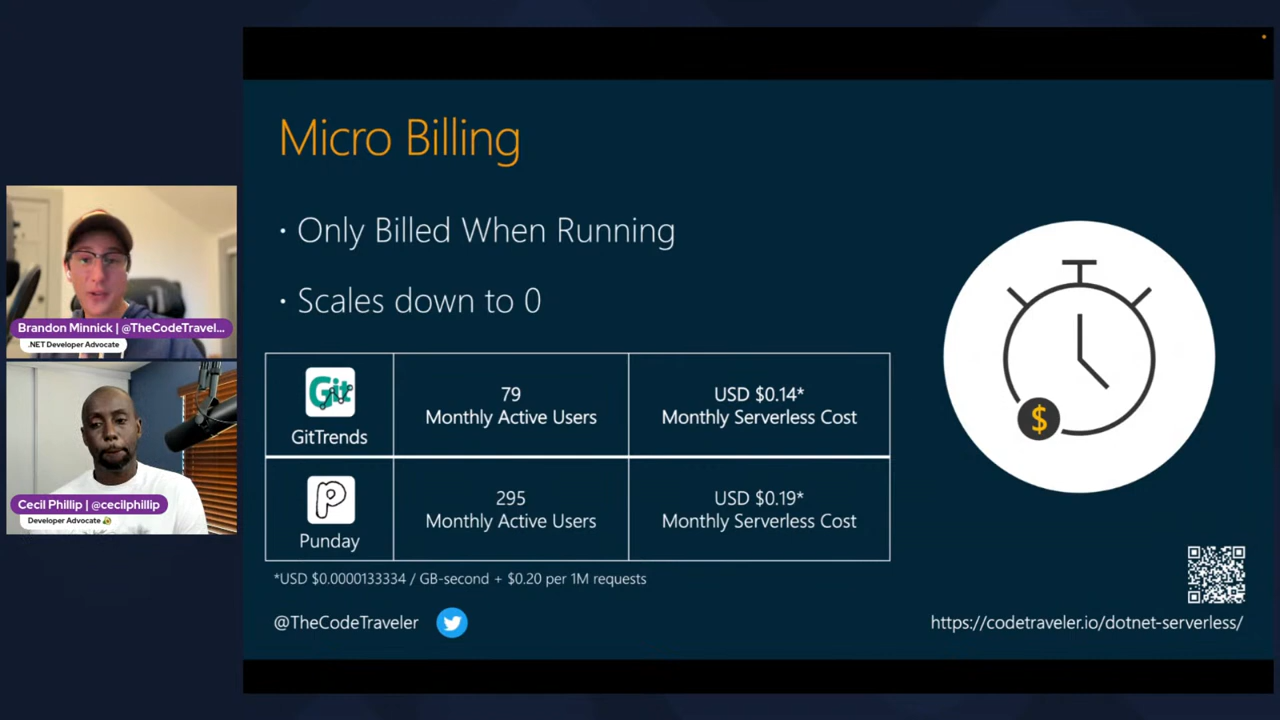 Micro Billing
· Only Billed When Running
· Scales down to 0
Git
GitTrends
79
Monthly Active Users
USD $0.14*
Monthly Serverless Cost
P
Punday
295
Monthly Active Users
USD $0.19*
Monthly Serverless Cost
$
*USD $0.0000133334 / GB-second + $0.20 per 1M requests
@TheCodeTraveler
https://codetraveler.io/dotnet-serverless/
Brandon Minnick | @TheCodeTravel...
.NET Developer Advocate
Cecil Phillip | @cecilphillip
Developer Advocate 🥑